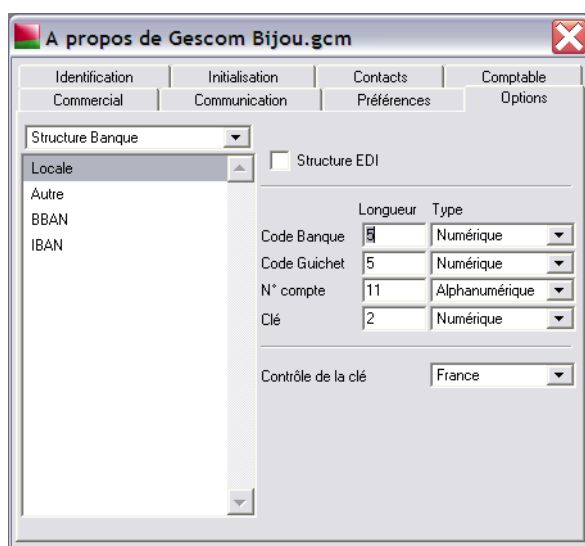 A propos de Gescom Bijou.gcm
Identification Initialisation Contacts Comptable
Commercial Communication Préférences Options
Structure Banque
Locale
Autre
BBAN
IBAN
Structure EDI
Longueur Type
Code Banque 5 Numérique
Code Guichet 5 Numérique
N° compte 11 Alphanumérique
Clé 2 Numérique
Contrôle de la clé France